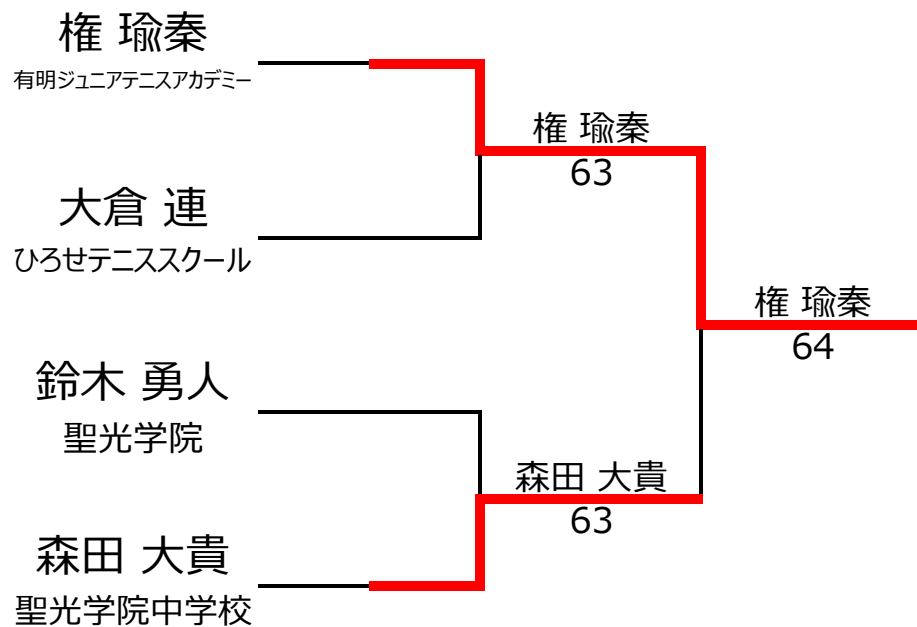 権 瑜秦
有明ジュニアテニスアカデミー
大倉 連
ひろせテニススクール
鈴木 勇人
聖光学院
森田 大貴
聖光学院中学校
権 瑜秦
63
森田 大貴
63
権 瑜秦
64